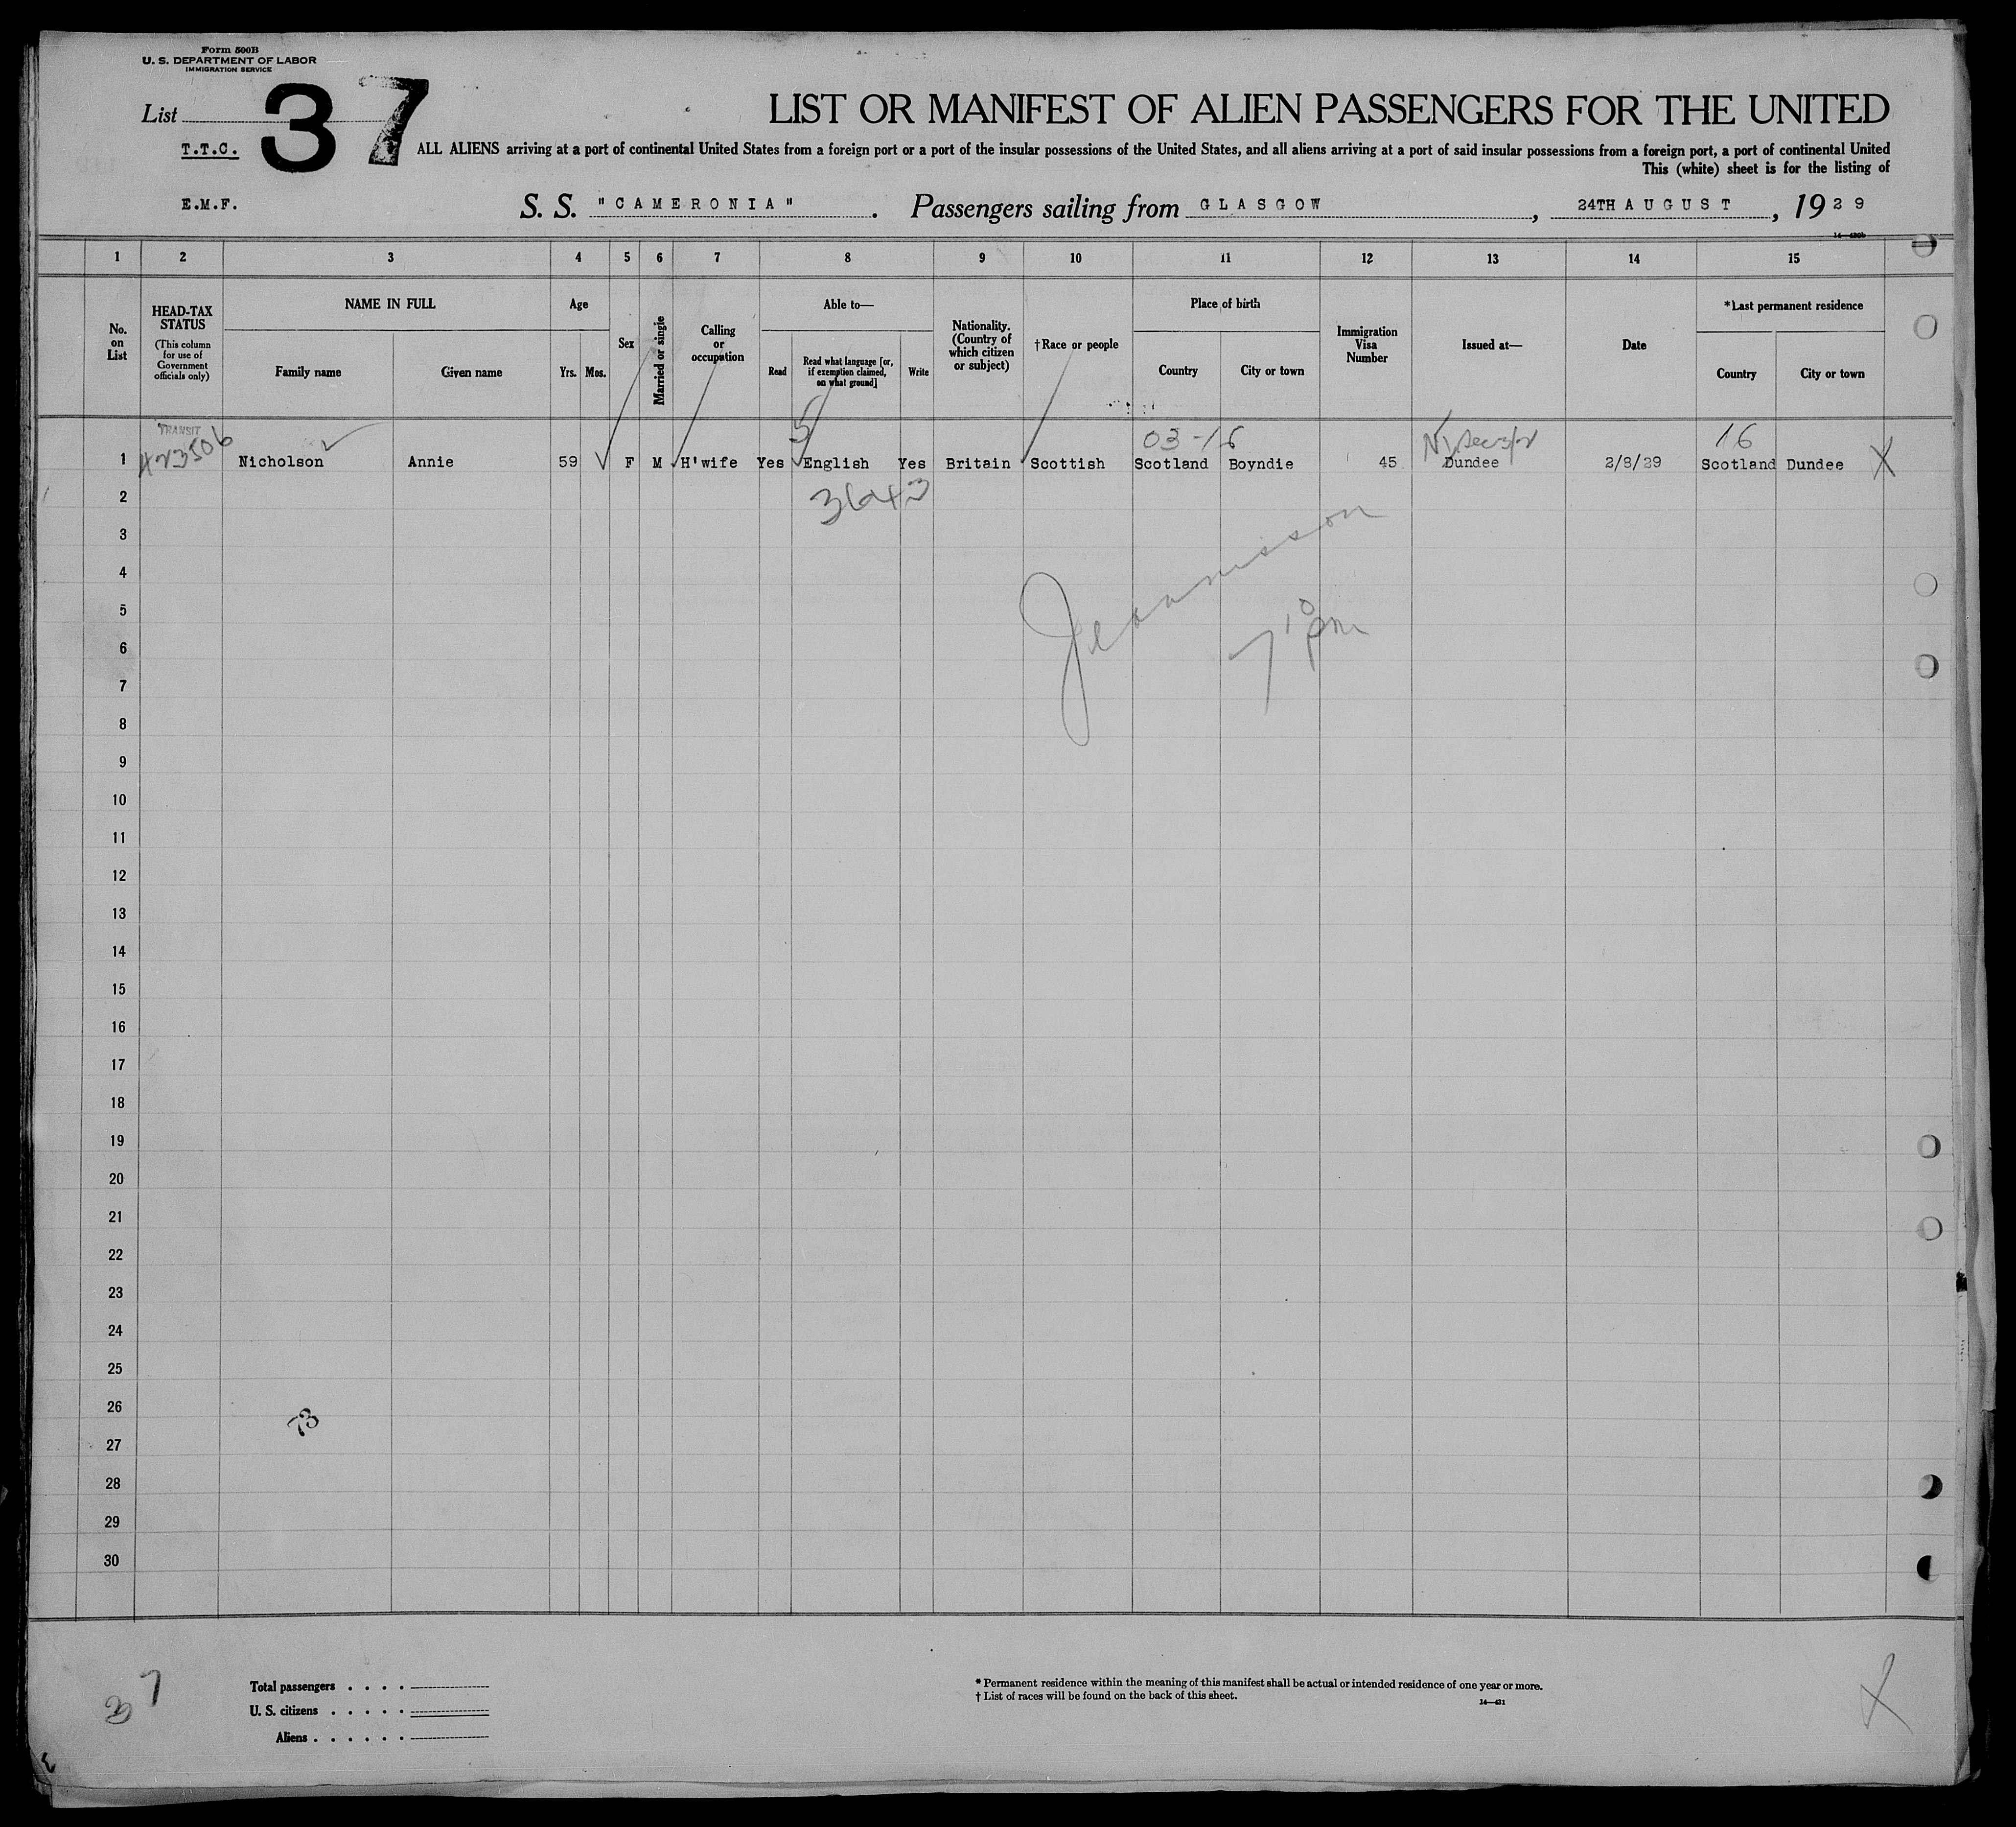 Form 500B
U. S. DEPARTMENT OF LABOR
IMMIGRATION SERVICE
List 37
T.T.C.
E.M.F.
LIST OR MANIFEST OF ALIEN PASSENGERS FOR THE UNITED
ALL ALIENS arriving at a port of continental United States from a foreign port or a port of the insular possessions of the United States, and all aliens arriving at a port of said insular possessions from a foreign port, a port of continental United
This (white) sheet is for the listing of
S. S. "CAMERONIA". Passengers sailing from GLASGOW, 24TH AUGUST, 1929
1 2 3 4 5 6 7 8 9 10 11 12 13 14 15
No. on List
HEAD-TAX STATUS
(This column for use of Government officials only)
NAME IN FULL
Family name Given name
Age
Yrs. Mos.
Sex
Married or single
Calling or occupation
Able to—
Read
Read what language [or, if exemption claimed, on what ground]
Write
Nationality. (Country of which citizen or subject)
†Race or people
Place of birth
Country City or town
Immigration Visa Number
Issued at—
Date
*Last permanent residence
Country City or town
TRANSIT
5 03-16 16
1 Nicholson Annie 59 F M H'wife Yes English Yes Britain Scottish Scotland Boyndie 45 Dundee 2/8/29 Scotland Dundee X
2
3643
3
4
5
6
7 10 pm
7
8
9
10
11
12
13
14
15
16
17
18
19
20
21
22
23
24
25
26
73
27
28
29
30
37
Total passengers
U. S. citizens
Aliens
* Permanent residence within the meaning of this manifest shall be actual or intended residence of one year or more.
† List of races will be found on the back of this sheet.
X